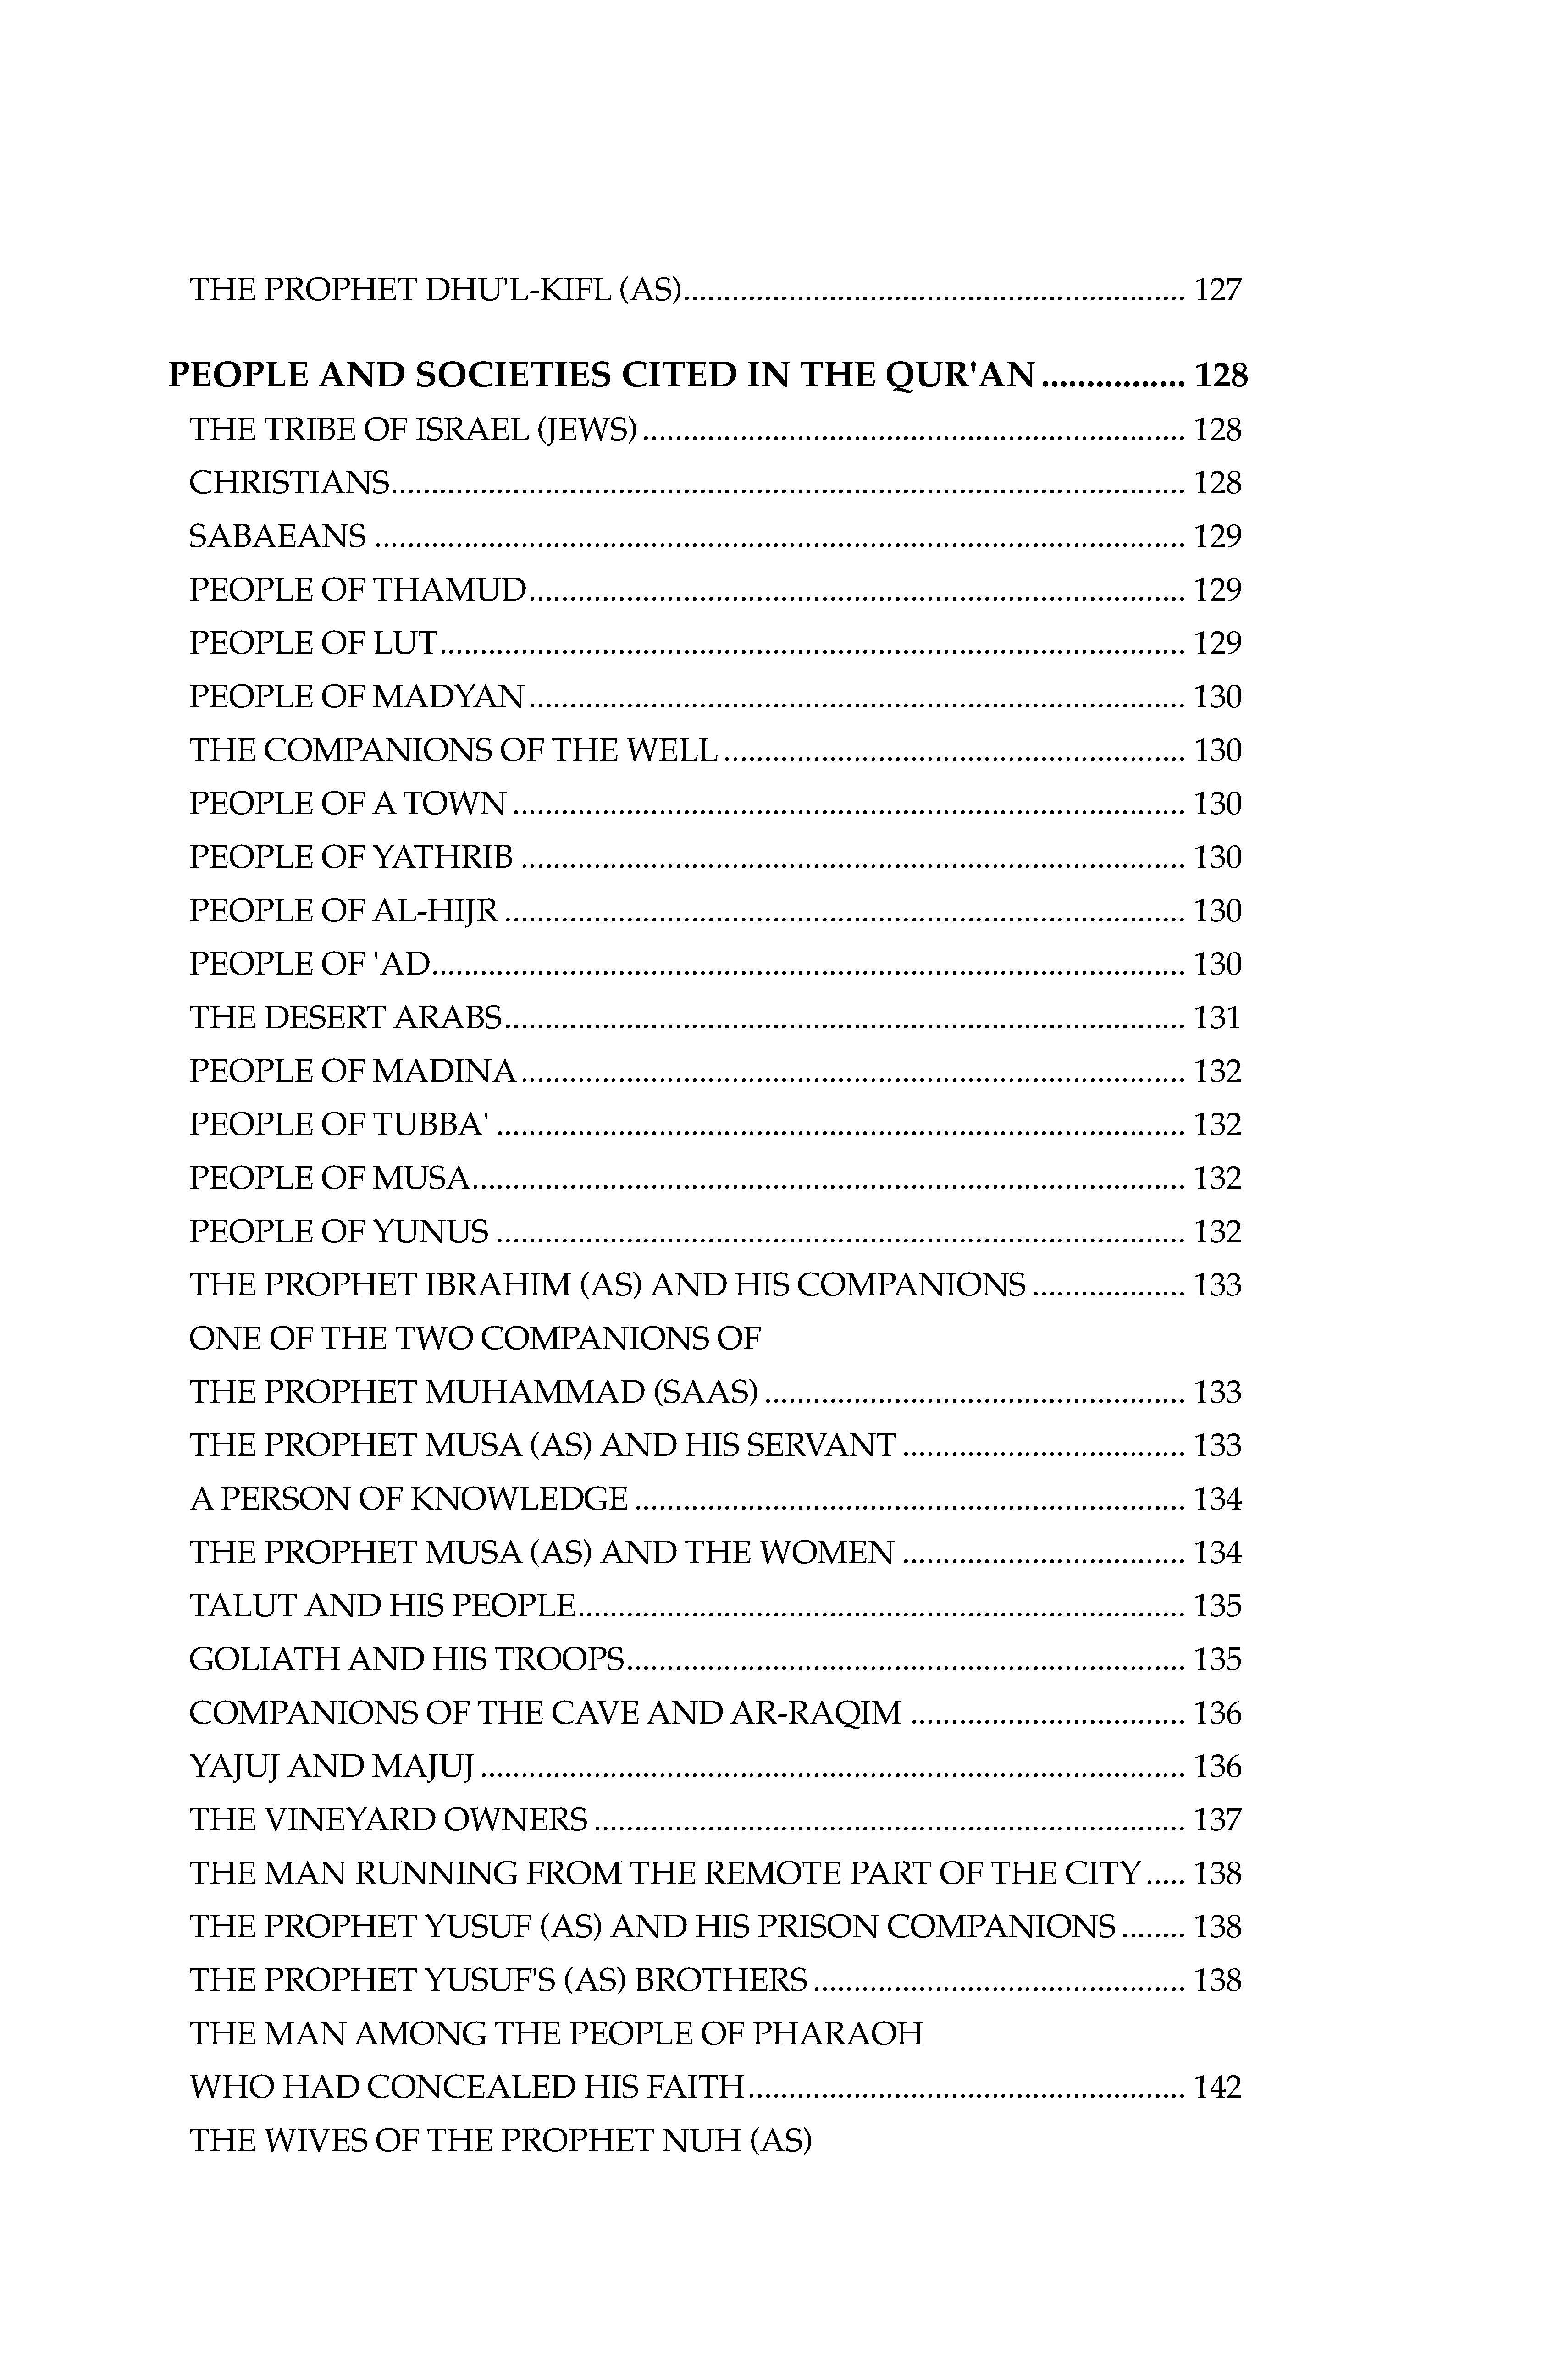 THE PROPHET DHU'L-KIFL (AS)............................................................... 127
PEOPLE AND SOCIETIES CITED IN THE QUR'AN ................ 128
THE TRIBE OF ISRAEL (JEWS) .................................................................... 128
CHRISTIANS.................................................................................................... 128
SABAEANS ...................................................................................................... 129
PEOPLE OF THAMUD................................................................................... 129
PEOPLE OF LUT.............................................................................................. 129
PEOPLE OF MADYAN................................................................................... 130
THE COMPANIONS OF THE WELL .......................................................... 130
PEOPLE OF A TOWN ..................................................................................... 130
PEOPLE OF YATHRIB .................................................................................... 130
PEOPLE OF AL-HIJR ...................................................................................... 130
PEOPLE OF 'AD............................................................................................... 130
THE DESERT ARABS...................................................................................... 131
PEOPLE OF MADINA.................................................................................... 132
PEOPLE OF TUBBA' ....................................................................................... 132
PEOPLE OF MUSA.......................................................................................... 132
PEOPLE OF YUNUS ....................................................................................... 132
THE PROPHET IBRAHIM (AS) AND HIS COMPANIONS ................... 133
ONE OF THE TWO COMPANIONS OF
THE PROPHET MUHAMMAD (SAAS) ..................................................... 133
THE PROPHET MUSA (AS) AND HIS SERVANT ................................... 133
A PERSON OF KNOWLEDGE ..................................................................... 134
THE PROPHET MUSA (AS) AND THE WOMEN ................................... 134
TALUT AND HIS PEOPLE............................................................................. 135
GOLIATH AND HIS TROOPS....................................................................... 135
COMPANIONS OF THE CAVE AND AR-RAQIM .................................. 136
YAJUJ AND MAJUJ ......................................................................................... 136
THE VINEYARD OWNERS .......................................................................... 137
THE MAN RUNNING FROM THE REMOTE PART OF THE CITY ..... 138
THE PROPHET YUSUF (AS) AND HIS PRISON COMPANIONS ........ 138
THE PROPHET YUSUF'S (AS) BROTHERS ............................................... 138
THE MAN AMONG THE PEOPLE OF PHARAOH
WHO HAD CONCEALED HIS FAITH....................................................... 142
THE WIVES OF THE PROPHET NUH (AS)